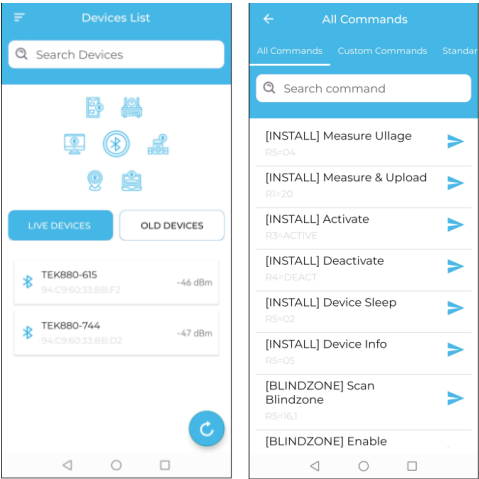 Devices List
Search Devices
LIVE DEVICES
OLD DEVICES
TEK880-615
94:C9:60:33:BB:F2
-46 dBm
TEK880-744
94:C9:60:33:BB:D2
-47 dBm
All Commands
All Commands
Custom Commands
Standar
Search command
[INSTALL] Measure Ullage
R5=04
[INSTALL] Measure & Upload
R1=20
[INSTALL] Activate
R3=ACTIVE
[INSTALL] Deactivate
R4=DEACT
[INSTALL] Device Sleep
R5=02
[INSTALL] Device Info
R5=05
[BLINDZONE] Scan
Blindzone
R5=16,1
[BLINDZONE] Enable